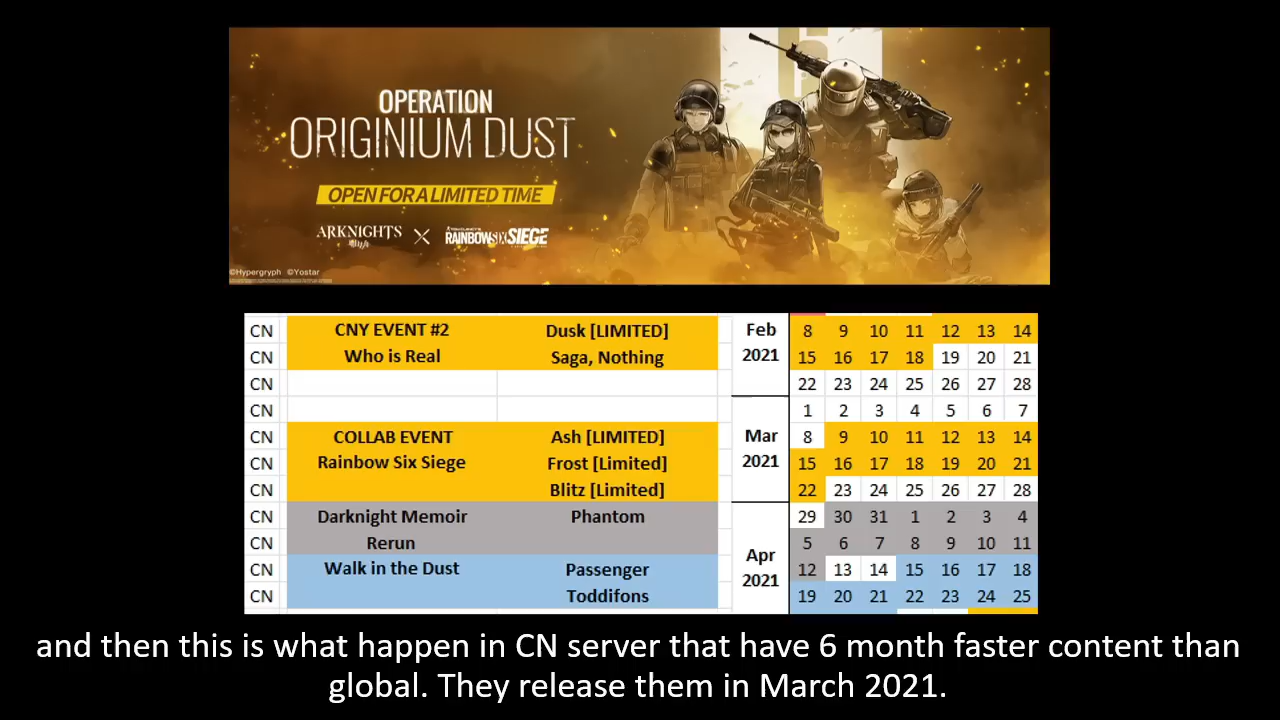 OPERATION
ORIGINIUM DUST
OPEN FOR A LIMITED TIME
ARKNIGHTS
RAINBOWSIXSIEGE
©Hypergryph ©Yostar
CN CNY EVENT #2 Dusk [LIMITED] Feb 8 9 10 11 12 13 14
CN Who is Real Saga, Nothing 2021 15 16 17 18 19 20 21
CN 22 23 24 25 26 27 28
CN 1 2 3 4 5 6 7
CN COLLAB EVENT Ash [LIMITED] Mar 8 9 10 11 12 13 14
CN Rainbow Six Siege Frost [Limited] 2021 15 16 17 18 19 20 21
CN Blitz [Limited] 22 23 24 25 26 27 28
CN Darknight Memoir Phantom 29 30 31 1 2 3 4
CN Rerun Apr 5 6 7 8 9 10 11
CN Walk in the Dust Passenger 2021 12 13 14 15 16 17 18
CN Toddifons 19 20 21 22 23 24 25
and then this is what happen in CN server that have 6 month faster content than
global. They release them in March 2021.